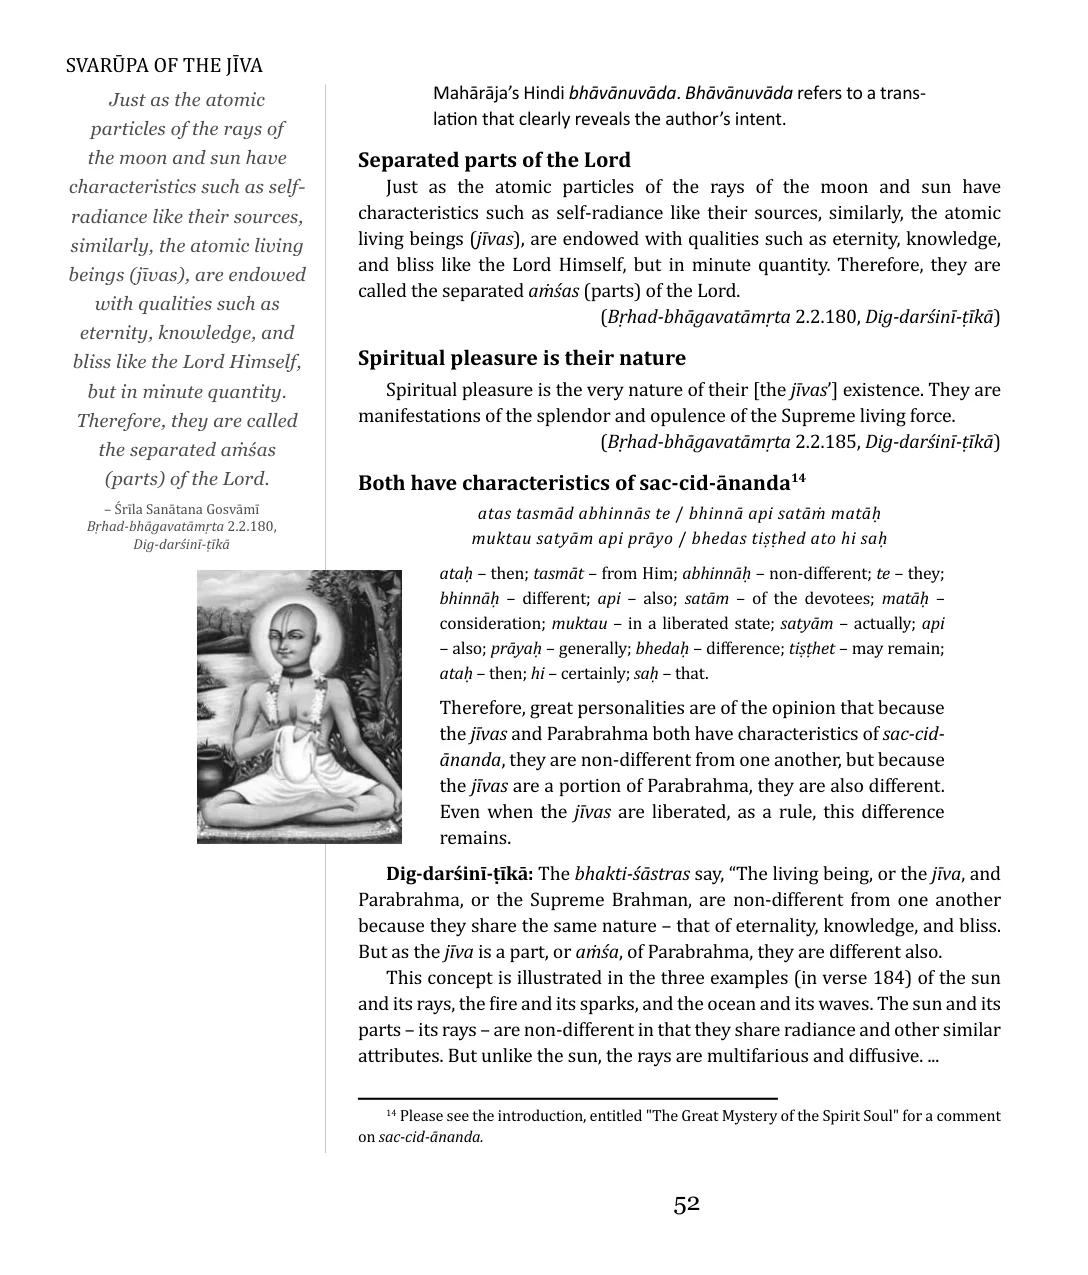 SVARŪPA OF THE JĪVA
Just as the atomic
particles of the rays of
the moon and sun have
characteristics such as self-
radiance like their sources,
similarly, the atomic living
beings (jīvas), are endowed
with qualities such as
eternity, knowledge, and
bliss like the Lord Himself,
but in minute quantity.
Therefore, they are called
the separated aṁśas
(parts) of the Lord.
– Śrīla Sanātana Gosvāmī
Bṛhad-bhāgavatāmṛta 2.2.180,
Dig-darśinī-ṭīkā
Mahārāja’s Hindi bhāvānuvāda. Bhāvānuvāda refers to a trans-
lation that clearly reveals the author’s intent.
Separated parts of the Lord
Just as the atomic particles of the rays of the moon and sun have
characteristics such as self-radiance like their sources, similarly, the atomic
living beings (jīvas), are endowed with qualities such as eternity, knowledge,
and bliss like the Lord Himself, but in minute quantity. Therefore, they are
called the separated aṁśas (parts) of the Lord.
(Bṛhad-bhāgavatāmṛta 2.2.180, Dig-darśinī-ṭīkā)
Spiritual pleasure is their nature
Spiritual pleasure is the very nature of their [the jīvas’] existence. They are
manifestations of the splendor and opulence of the Supreme living force.
(Bṛhad-bhāgavatāmṛta 2.2.185, Dig-darśinī-ṭīkā)
Both have characteristics of sac-cid-ānanda¹⁴
atas tasmād abhinnās te / bhinnā api satāṁ matāḥ
muktau satyām api prāyo / bhedas tiṣṭhed ato hi saḥ
ataḥ – then; tasmāt – from Him; abhinnāḥ – non-different; te – they;
bhinnāḥ – different; api – also; satām – of the devotees; matāḥ –
consideration; muktau – in a liberated state; satyām – actually; api
– also; prāyaḥ – generally; bhedaḥ – difference; tiṣṭhet – may remain;
ataḥ – then; hi – certainly; saḥ – that.
Therefore, great personalities are of the opinion that because
the jīvas and Parabrahma both have characteristics of sac-cid-
ānanda, they are non-different from one another, but because
the jīvas are a portion of Parabrahma, they are also different.
Even when the jīvas are liberated, as a rule, this difference
remains.
Dig-darśinī-ṭīkā: The bhakti-śāstras say, “The living being, or the jīva, and
Parabrahma, or the Supreme Brahman, are non-different from one another
because they share the same nature – that of eternality, knowledge, and bliss.
But as the jīva is a part, or aṁśa, of Parabrahma, they are different also.
This concept is illustrated in the three examples (in verse 184) of the sun
and its rays, the fire and its sparks, and the ocean and its waves. The sun and its
parts – its rays – are non-different in that they share radiance and other similar
attributes. But unlike the sun, the rays are multifarious and diffusive. ...
¹⁴ Please see the introduction, entitled "The Great Mystery of the Spirit Soul" for a comment
on sac-cid-ānanda.
52